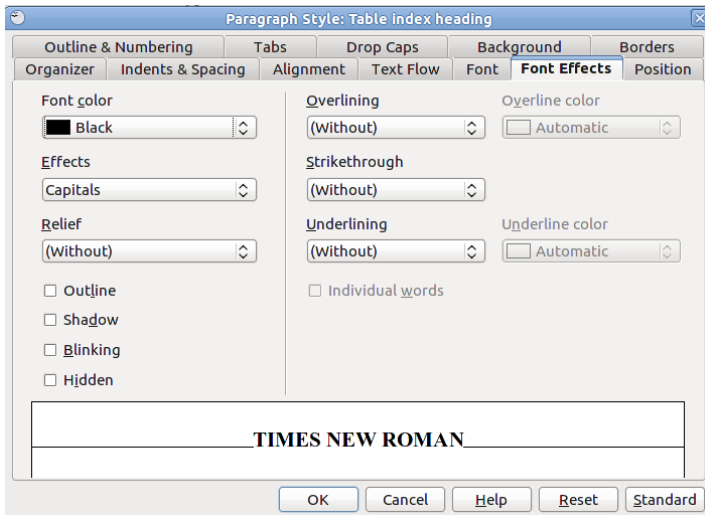 Paragraph Style: Table index heading
Outline & Numbering Tabs Drop Caps Background Borders
Organizer Indents & Spacing Alignment Text Flow Font Font Effects Position
Font color Overlining Overline color
Black (Without) Automatic
Effects Strikethrough
Capitals (Without)
Relief Underlining Underline color
(Without) (Without) Automatic
Outline Individual words
Shadow
Blinking
Hidden
TIMES NEW ROMAN
OK Cancel Help Reset Standard